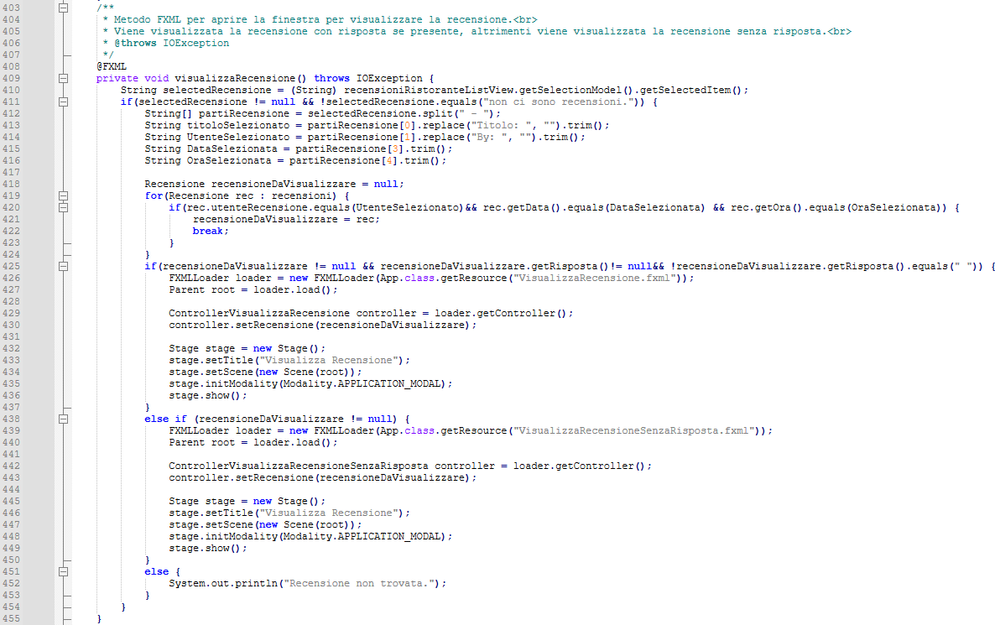 403 /**
404 * Metodo FXML per aprire la finestra per visualizzare la recensione.<br>
405 * Viene visualizzata la recensione con risposta se presente, altrimenti viene visualizzata la recensione senza risposta.<br>
406 * @throws IOException
407 */
408 @FXML
409 private void visualizzaRecensione() throws IOException {
410 String selectedRecensione = (String) recensioniRistoranteListView.getSelectionModel().getSelectedItem();
411 if(selectedRecensione != null && !selectedRecensione.equals("non ci sono recensioni.")) {
412 String[] partiRecensione = selectedRecensione.split(" - ");
413 String titoloSelezionato = partiRecensione[0].replace("Titolo: ", "").trim();
414 String UtenteSelezionato = partiRecensione[1].replace("By: ", "").trim();
415 String DataSelezionata = partiRecensione[3].trim();
416 String OraSelezionata = partiRecensione[4].trim();
417
418 Recensione recensioneDaVisualizzare = null;
419 for(Recensione rec : recensioni) {
420 if(rec.utenteRecensione.equals(UtenteSelezionato)&& rec.getData().equals(DataSelezionata) && rec.getOra().equals(OraSelezionata)) {
421 recensioneDaVisualizzare = rec;
422 break;
423 }
424 }
425 if(recensioneDaVisualizzare != null && recensioneDaVisualizzare.getRisposta()!= null&& !recensioneDaVisualizzare.getRisposta().equals(" ")) {
426 FXMLLoader loader = new FXMLLoader(App.class.getResource("VisualizzaRecensione.fxml"));
427 Parent root = loader.load();
428
429 ControllerVisualizzaRecensione controller = loader.getController();
430 controller.setRecensione(recensioneDaVisualizzare);
431
432 Stage stage = new Stage();
433 stage.setTitle("Visualizza Recensione");
434 stage.setScene(new Scene(root));
435 stage.initModality(Modality.APPLICATION_MODAL);
436 stage.show();
437 }
438 else if (recensioneDaVisualizzare != null) {
439 FXMLLoader loader = new FXMLLoader(App.class.getResource("VisualizzaRecensioneSenzaRisposta.fxml"));
440 Parent root = loader.load();
441
442 ControllerVisualizzaRecensioneSenzaRisposta controller = loader.getController();
443 controller.setRecensione(recensioneDaVisualizzare);
444
445 Stage stage = new Stage();
446 stage.setTitle("Visualizza Recensione");
447 stage.setScene(new Scene(root));
448 stage.initModality(Modality.APPLICATION_MODAL);
449 stage.show();
450 }
451 else {
452 System.out.println("Recensione non trovata.");
453 }
454 }
455 }